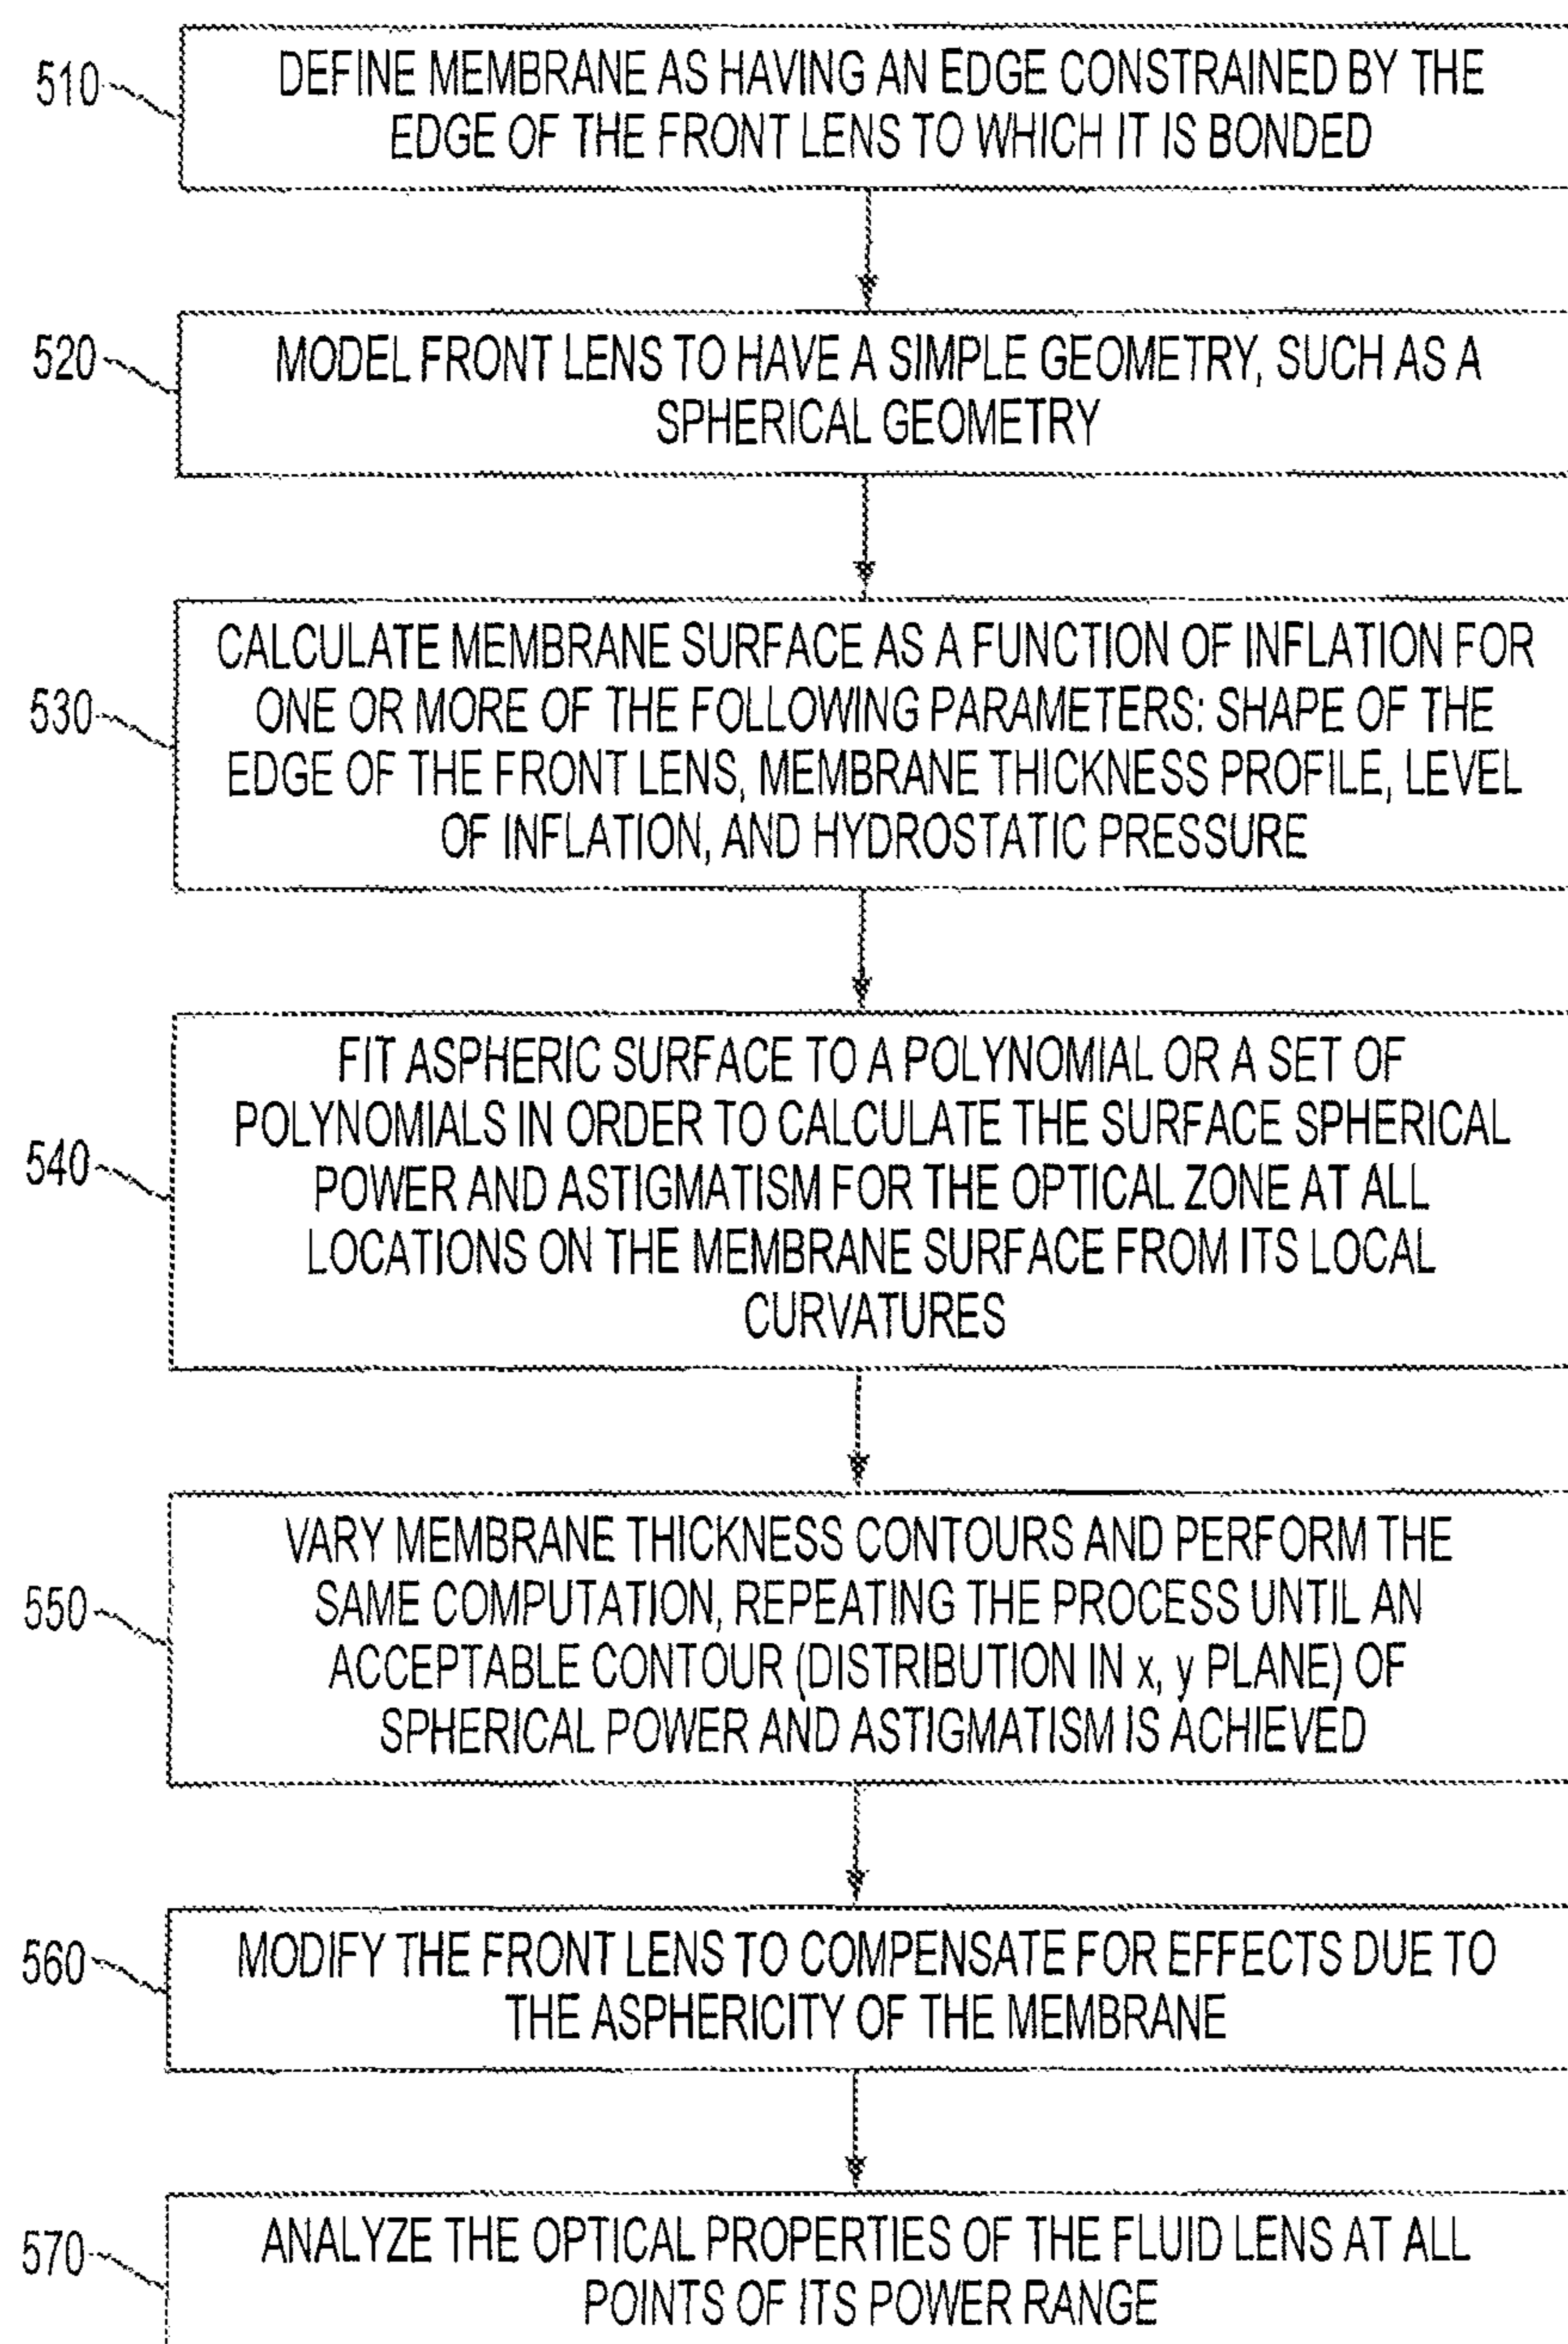 510
DEFINE MEMBRANE AS HAVING AN EDGE CONSTRAINED BY THE
EDGE OF THE FRONT LENS TO WHICH IT IS BONDED
520
MODEL FRONT LENS TO HAVE A SIMPLE GEOMETRY, SUCH AS A
SPHERICAL GEOMETRY
530
CALCULATE MEMBRANE SURFACE AS A FUNCTION OF INFLATION FOR
ONE OR MORE OF THE FOLLOWING PARAMETERS: SHAPE OF THE
EDGE OF THE FRONT LENS, MEMBRANE THICKNESS PROFILE, LEVEL
OF INFLATION, AND HYDROSTATIC PRESSURE
540
FIT ASPHERIC SURFACE TO A POLYNOMIAL OR A SET OF
POLYNOMIALS IN ORDER TO CALCULATE THE SURFACE SPHERICAL
POWER AND ASTIGMATISM FOR THE OPTICAL ZONE AT ALL
LOCATIONS ON THE MEMBRANE SURFACE FROM ITS LOCAL
CURVATURES
550
VARY MEMBRANE THICKNESS CONTOURS AND PERFORM THE
SAME COMPUTATION, REPEATING THE PROCESS UNTIL AN
ACCEPTABLE CONTOUR (DISTRIBUTION IN x, y PLANE) OF
SPHERICAL POWER AND ASTIGMATISM IS ACHIEVED
560
MODIFY THE FRONT LENS TO COMPENSATE FOR EFFECTS DUE TO
THE ASPHERICITY OF THE MEMBRANE
570
ANALYZE THE OPTICAL PROPERTIES OF THE FLUID LENS AT ALL
POINTS OF ITS POWER RANGE